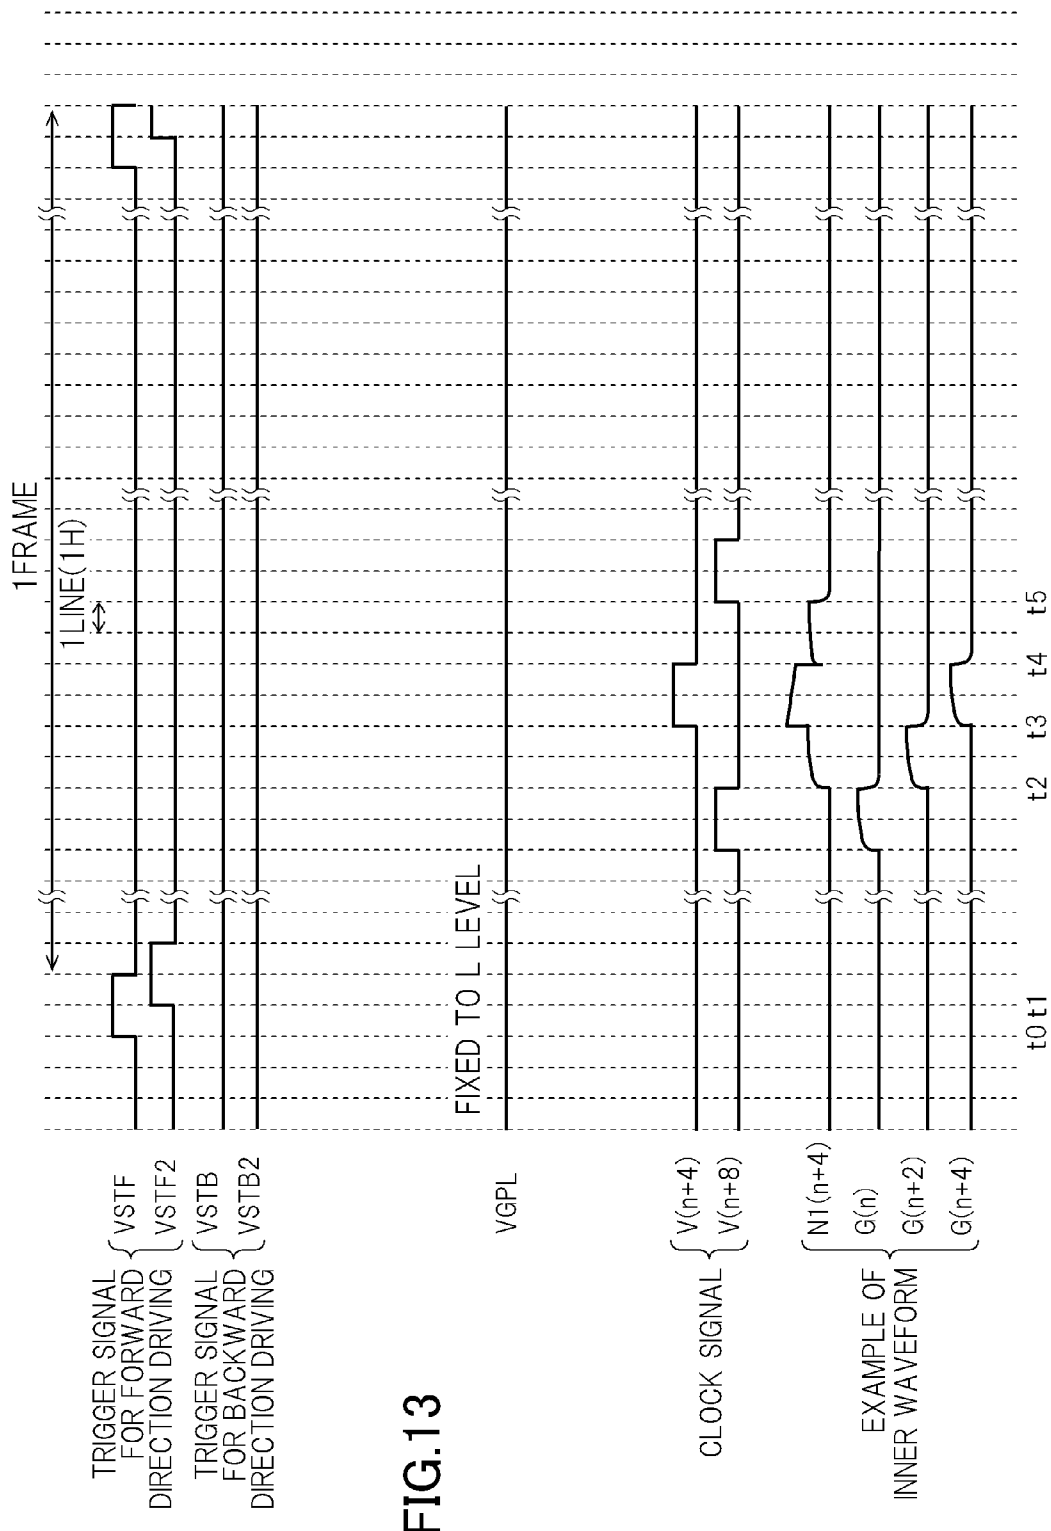 FIG.13
1FRAME
1LINE(1H)
TRIGGER SIGNAL
FOR FORWARD
DIRECTION DRIVING
VSTF
VSTF2
TRIGGER SIGNAL
FOR BACKWARD
DIRECTION DRIVING
VSTB
VSTB2
FIXED TO L LEVEL
VGPL
CLOCK SIGNAL
V(n+4)
V(n+8)
EXAMPLE OF
INNER WAVEFORM
N1(n+4)
G(n)
G(n+2)
G(n+4)
t0 t1 t2 t3 t4 t5